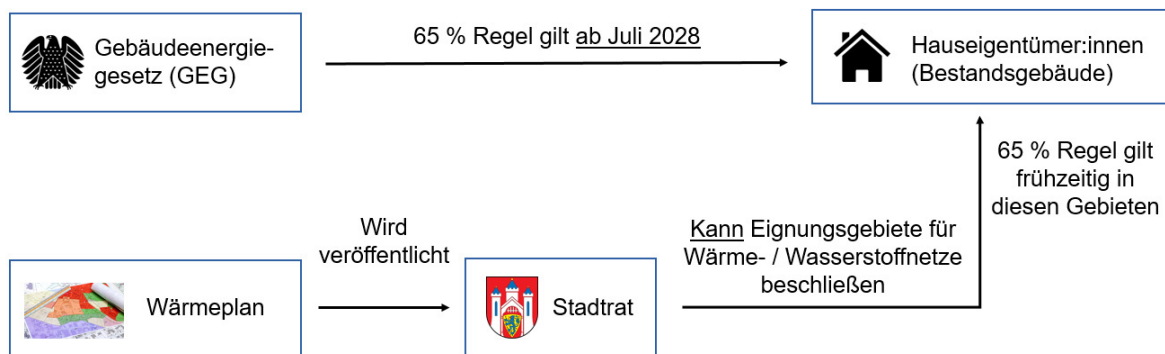 Gebäudeenergie-
gesetz (GEG)
65 % Regel gilt ab Juli 2028
Hauseigentümer:innen
(Bestandsgebäude)
65 % Regel gilt
frühzeitig in
diesen Gebieten
Wird
veröffentlicht
Kann Eignungsgebiete für
Wärme- / Wasserstoffnetze
beschließen
Wärmeplan
Stadtrat